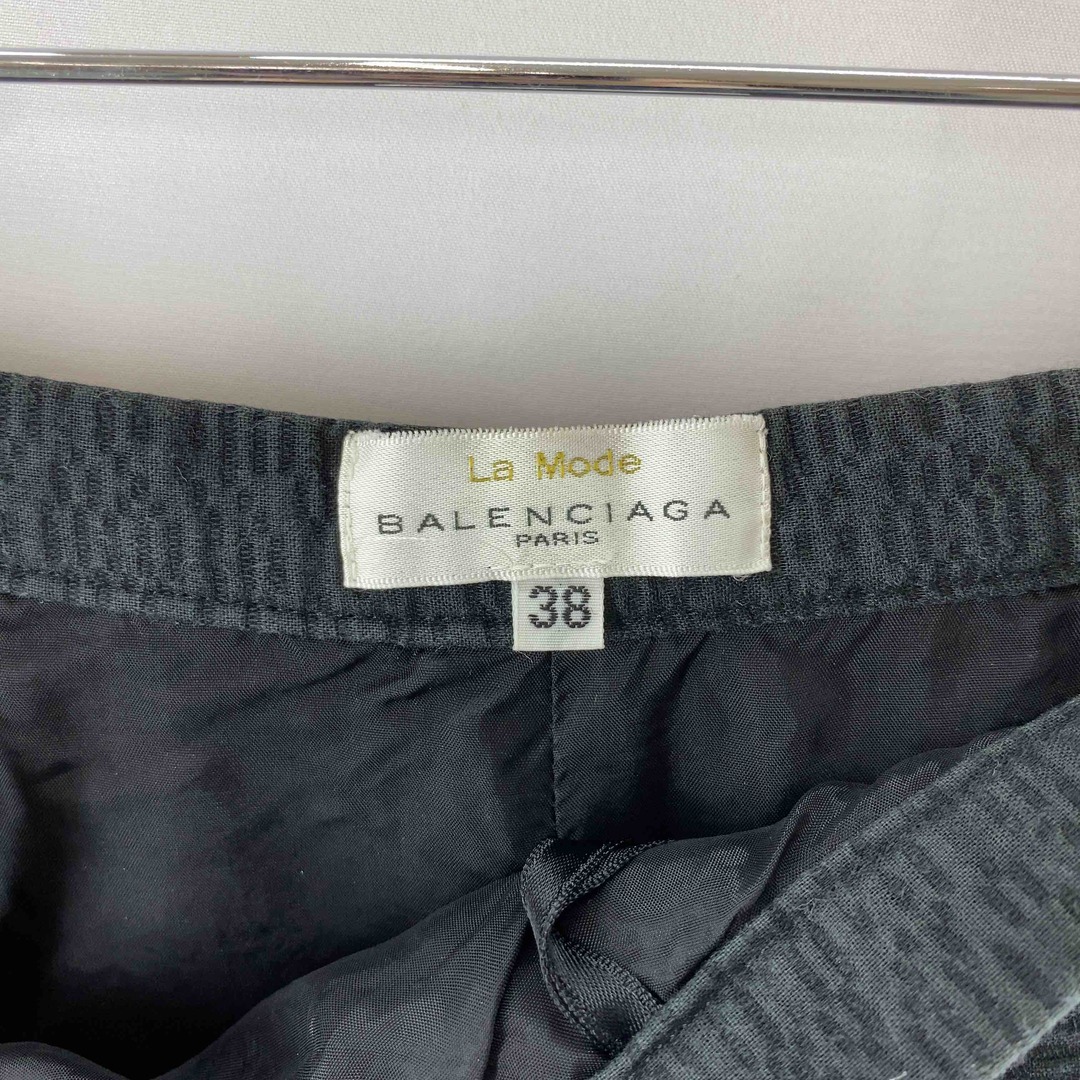 La Mode
BALENCIAGA
PARIS
38